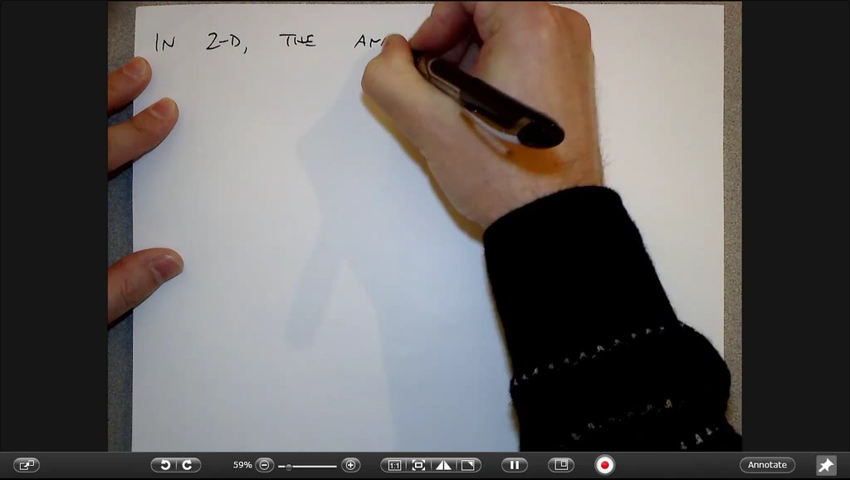 IN 2-D, THE
59%
1:1
Annotate